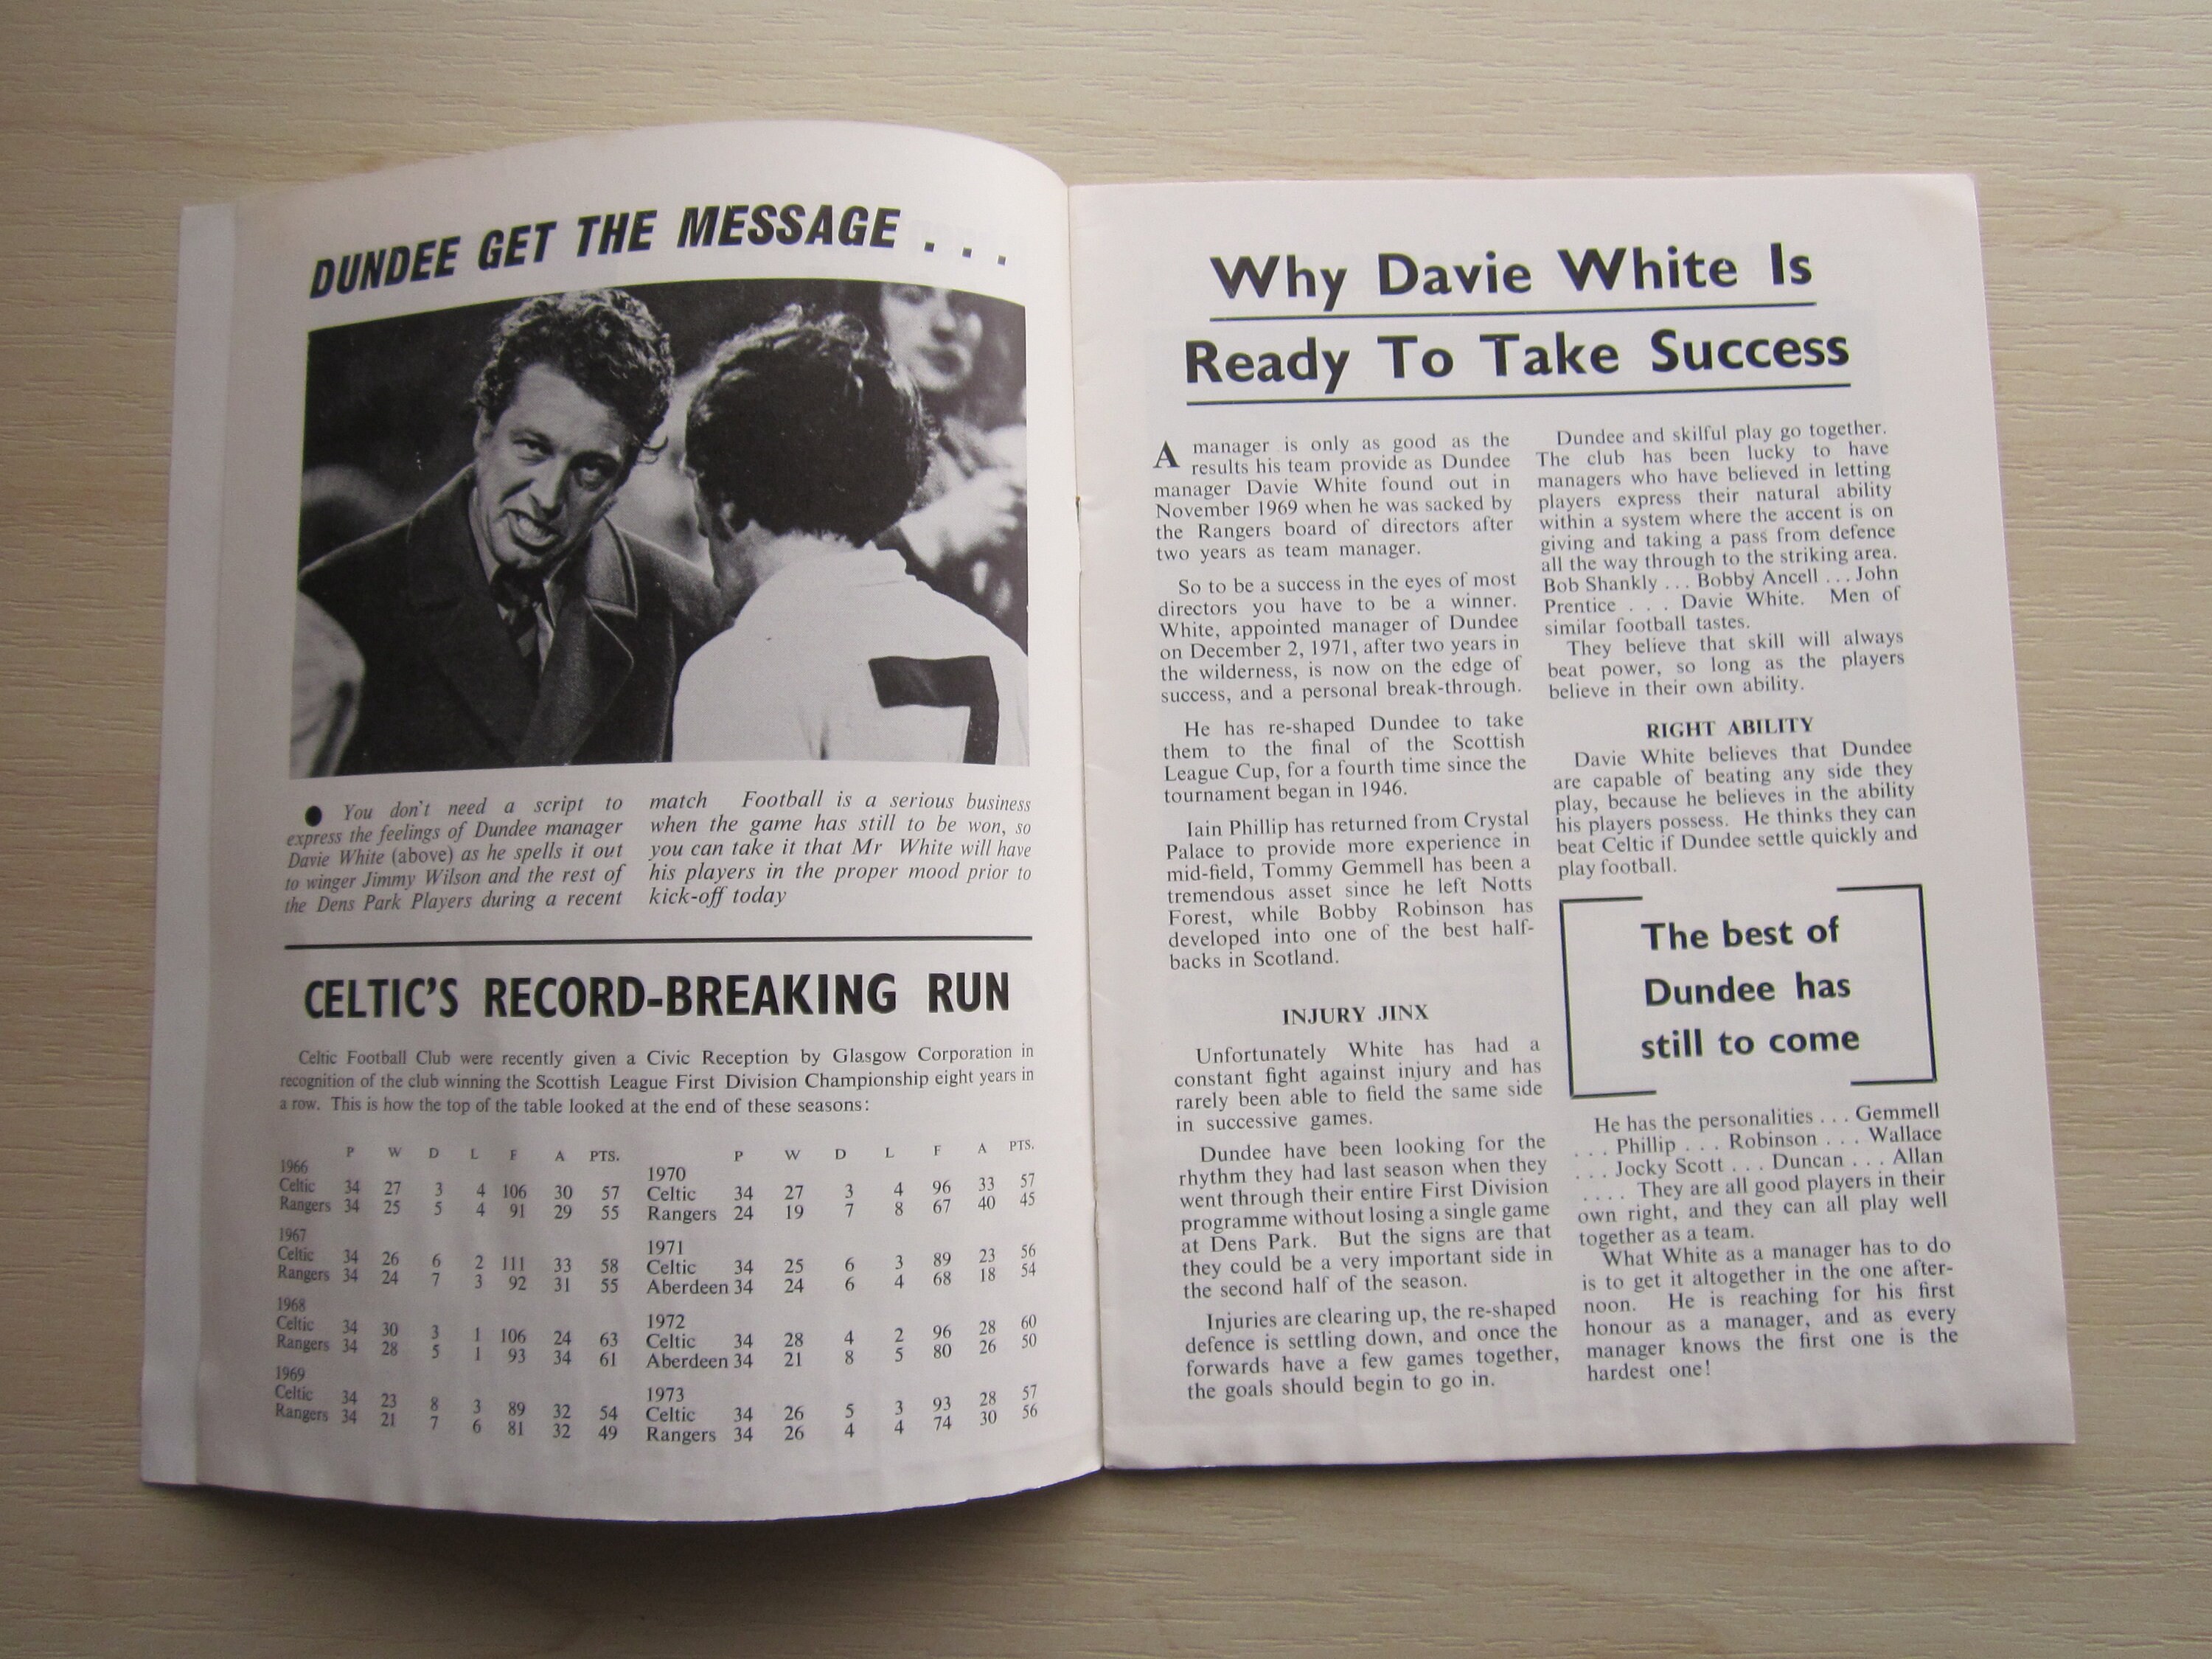 DUNDEE GET THE MESSAGE . . .
7
● You don't need a script to
express the feelings of Dundee manager
Davie White (above) as he spells it out
to winger Jimmy Wilson and the rest of
the Dens Park Players during a recent
match Football is a serious business
when the game has still to be won, so
you can take it that Mr White will have
his players in the proper mood prior to
kick-off today
CELTIC'S RECORD-BREAKING RUN
Celtic Football Club were recently given a Civic Reception by Glasgow Corporation in
recognition of the club winning the Scottish League First Division Championship eight years in
a row. This is how the top of the table looked at the end of these seasons:
P W D L F A PTS.
1966
Celtic 34 27 3 4 106 30 57
Rangers 34 25 5 4 91 29 55
1967
Celtic 34 26 6 2 111 33 58
Rangers 34 24 7 3 92 31 55
1968
Celtic 34 30 3 1 106 24 63
Rangers 34 28 5 1 93 34 61
1969
Celtic 34 23 8 3 89 32 54
Rangers 34 21 7 6 81 32 49
P W D L F A PTS.
1970
Celtic 34 27 3 4 96 33 57
Rangers 24 19 7 8 67 40 45
1971
Celtic 34 25 6 3 89 23 56
Aberdeen 34 24 6 4 68 18 54
1972
Celtic 34 28 4 2 96 28 60
Aberdeen 34 21 8 5 80 26 50
1973
Celtic 34 26 5 3 93 28 57
Rangers 34 26 4 4 74 30 56
Why Davie White Is
Ready To Take Success
A manager is only as good as the
results his team provide as Dundee
manager Davie White found out in
November 1969 when he was sacked by
the Rangers board of directors after
two years as team manager.
So to be a success in the eyes of most
directors you have to be a winner.
White, appointed manager of Dundee
on December 2, 1971, after two years in
the wilderness, is now on the edge of
success, and a personal break-through.
He has re-shaped Dundee to take
them to the final of the Scottish
League Cup, for a fourth time since the
tournament began in 1946.
Iain Phillip has returned from Crystal
Palace to provide more experience in
mid-field, Tommy Gemmell has been a
tremendous asset since he left Notts
Forest, while Bobby Robinson has
developed into one of the best half-
backs in Scotland.
INJURY JINX
Unfortunately White has had a
constant fight against injury and has
rarely been able to field the same side
in successive games.
Dundee have been looking for the
rhythm they had last season when they
went through their entire First Division
programme without losing a single game
at Dens Park. But the signs are that
they could be a very important side in
the second half of the season.
Injuries are clearing up, the re-shaped
defence is settling down, and once the
forwards have a few games together,
the goals should begin to go in.
Dundee and skilful play go together.
The club has been lucky to have
managers who have believed in letting
players express their natural ability
within a system where the accent is on
giving and taking a pass from defence
all the way through to the striking area.
Bob Shankly . . . Bobby Ancell . . . John
Prentice . . . Davie White. Men of
similar football tastes.
They believe that skill will always
beat power, so long as the players
believe in their own ability.
RIGHT ABILITY
Davie White believes that Dundee
are capable of beating any side they
play, because he believes in the ability
his players possess. He thinks they can
beat Celtic if Dundee settle quickly and
play football.
The best of
Dundee has
still to come
He has the personalities . . . Gemmell
. . . Phillip . . . Robinson . . . Wallace
. . . Jocky Scott . . . Duncan . . . Allan
. . . . They are all good players in their
own right, and they can all play well
together as a team.
What White as a manager has to do
is to get it altogether in the one after-
noon. He is reaching for his first
honour as a manager, and as every
manager knows the first one is the
hardest one!